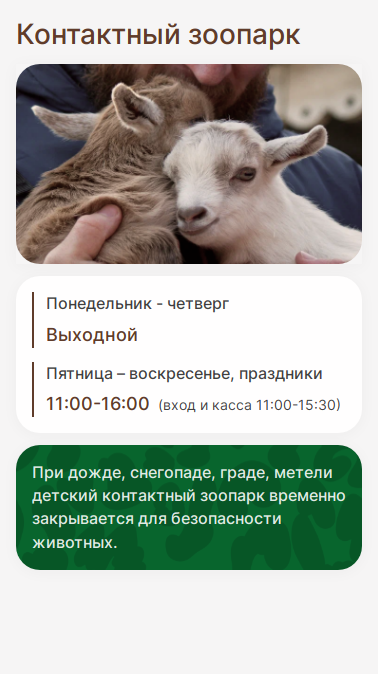 Контактный зоопарк
Понедельник - четверг
Выходной
Пятница – воскресенье, праздники
11:00-16:00 (вход и касса 11:00-15:30)
При дожде, снегопаде, граде, метели
детский контактный зоопарк временно
закрывается для безопасности
животных.